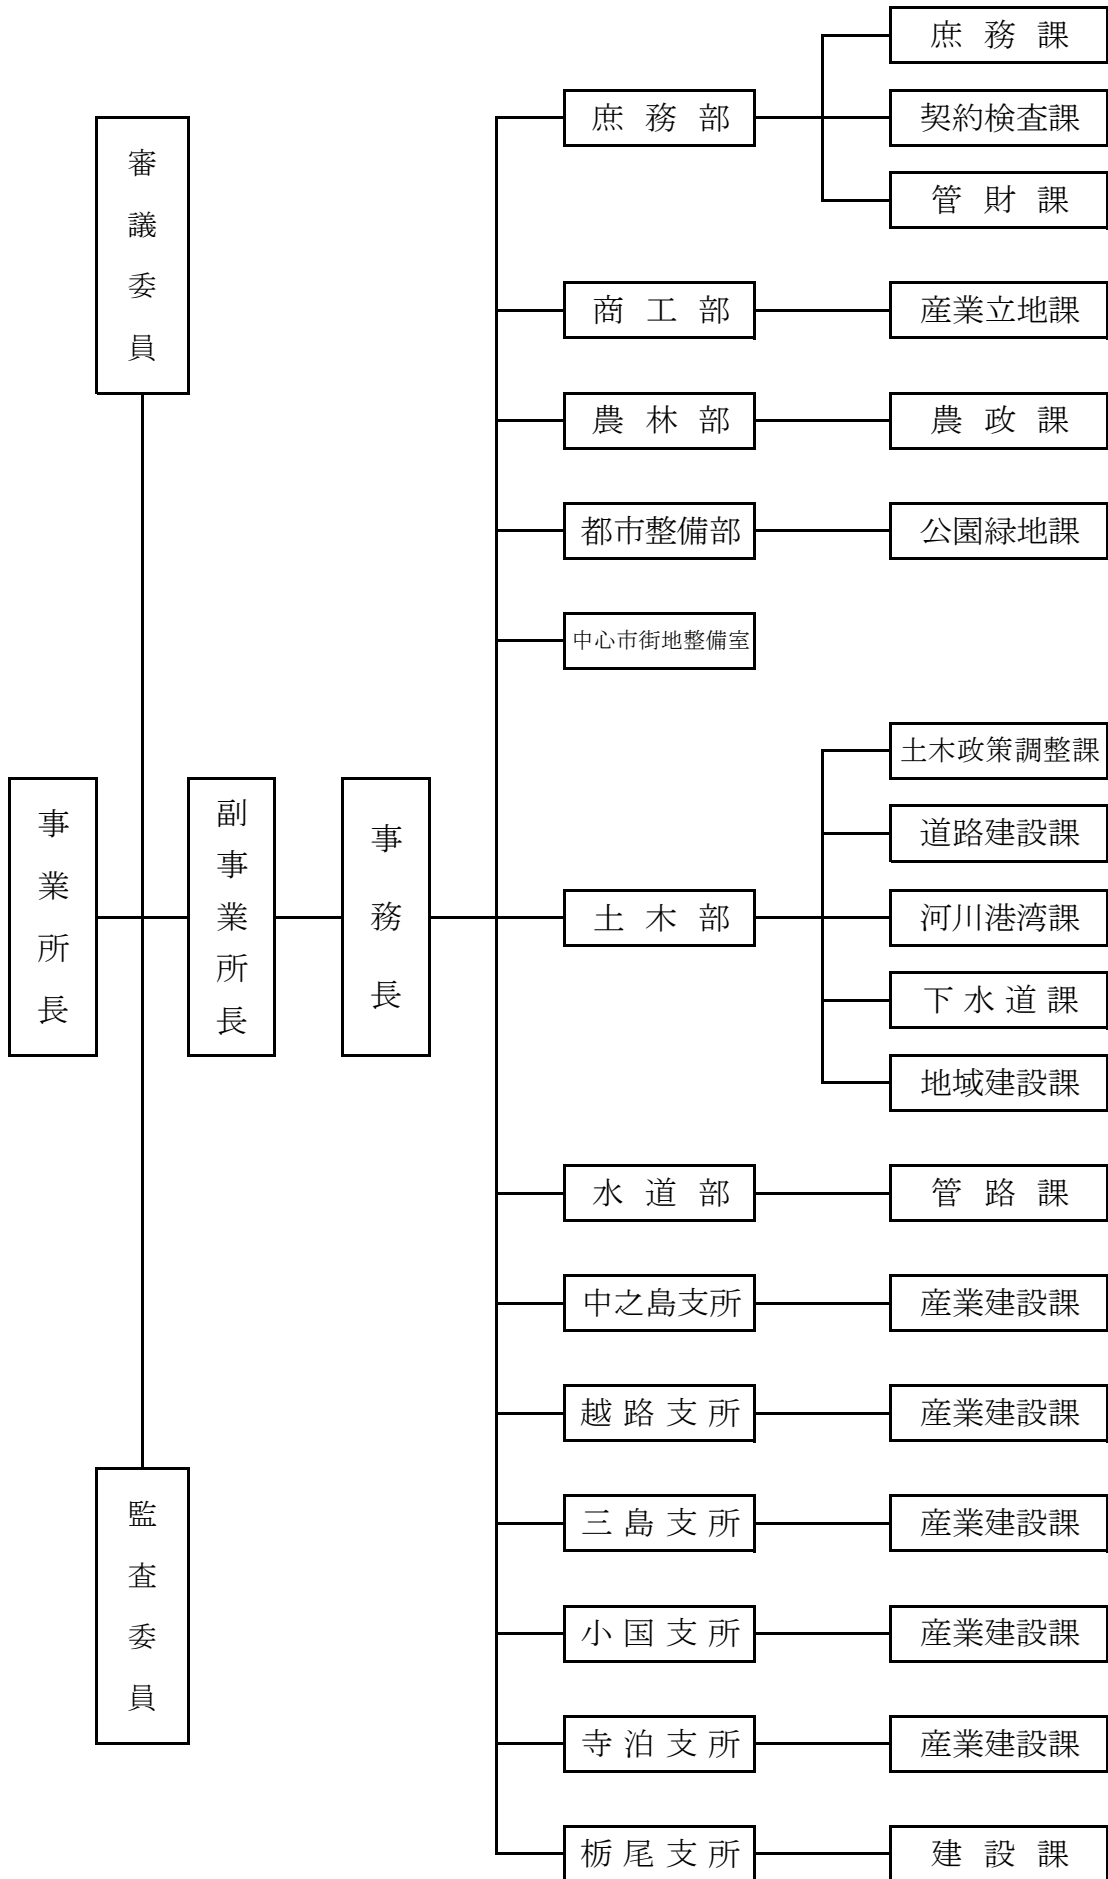 審議委員
事業所長
副事業所長
事務長
監査委員
庶務部
庶務課
契約検査課
管財課
商工部
産業立地課
農林部
農政課
都市整備部
公園緑地課
中心市街地整備室
土木部
土木政策調整課
道路建設課
河川港湾課
下水道課
地域建設課
水道部
管路課
中之島支所
産業建設課
越路支所
産業建設課
三島支所
産業建設課
小国支所
産業建設課
寺泊支所
産業建設課
栃尾支所
建設課